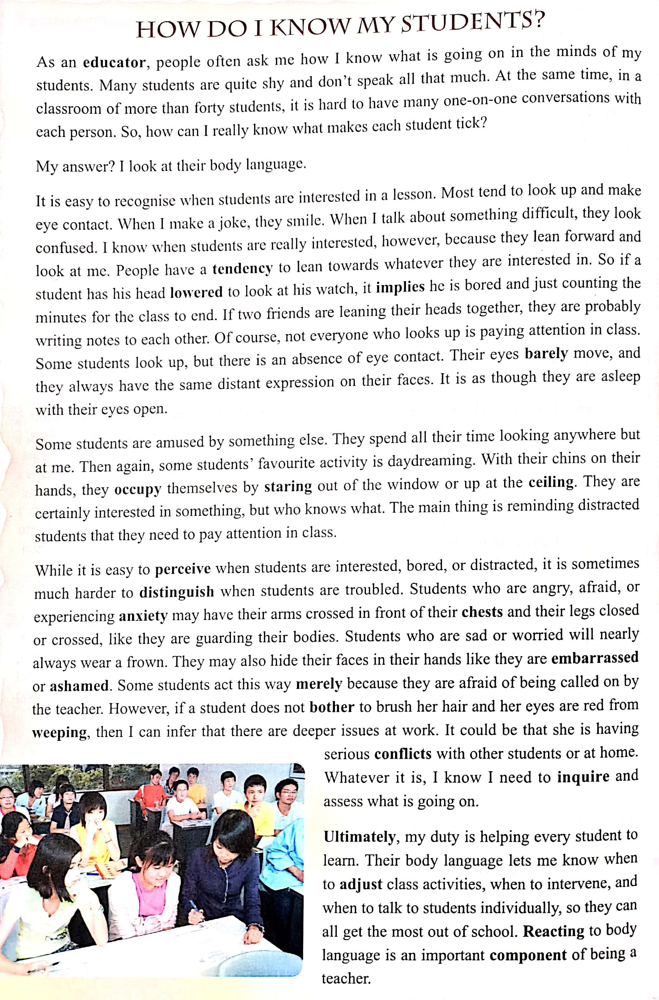 HOW DO I KNOW MY STUDENTS?
As an educator, people often ask me how I know what is going on in the minds of my
students. Many students are quite shy and don't speak all that much. At the same time, in a
classroom of more than forty students, it is hard to have many one-on-one conversations with
each person. So, how can I really know what makes each student tick?
My answer? I look at their body language.
It is easy to recognise when students are interested in a lesson. Most tend to look up and make
eye contact. When I make a joke, they smile. When I talk about something difficult, they look
confused. I know when students are really interested, however, because they lean forward and
look at me. People have a tendency to lean towards whatever they are interested in. So if a
student has his head lowered to look at his watch, it implies he is bored and just counting the
minutes for the class to end. If two friends are leaning their heads together, they are probably
writing notes to each other. Of course, not everyone who looks up is paying attention in class.
Some students look up, but there is an absence of eye contact. Their eyes barely move, and
they always have the same distant expression on their faces. It is as though they are asleep
with their eyes open.
Some students are amused by something else. They spend all their time looking anywhere but
at me. Then again, some students' favourite activity is daydreaming. With their chins on their
hands, they occupy themselves by staring out of the window or up at the ceiling. They are
certainly interested in something, but who knows what. The main thing is reminding distracted
students that they need to pay attention in class.
While it is easy to perceive when students are interested, bored, or distracted, it is sometimes
much harder to distinguish when students are troubled. Students who are angry, afraid, or
experiencing anxiety may have their arms crossed in front of their chests and their legs closed
or crossed, like they are guarding their bodies. Students who are sad or worried will nearly
always wear a frown. They may also hide their faces in their hands like they are embarrassed
or ashamed. Some students act this way merely because they are afraid of being called on by
the teacher. However, if a student does not bother to brush her hair and her eyes are red from
weeping, then I can infer that there are deeper issues at work. It could be that she is having
serious conflicts with other students or at home.
Whatever it is, I know I need to inquire and
assess what is going on.
Ultimately, my duty is helping every student to
learn. Their body language lets me know when
to adjust class activities, when to intervene, and
when to talk to students individually, so they can
all get the most out of school. Reacting to body
language is an important component of being a
teacher.